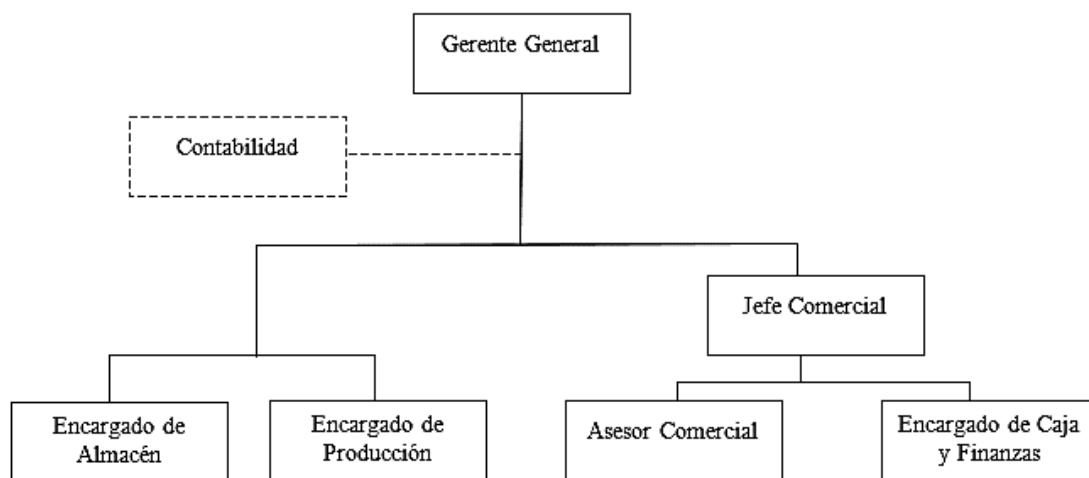 Gerente General
Contabilidad
Jefe Comercial
Encargado de
Almacén
Encargado de
Producción
Asesor Comercial
Encargado de Caja
y Finanzas